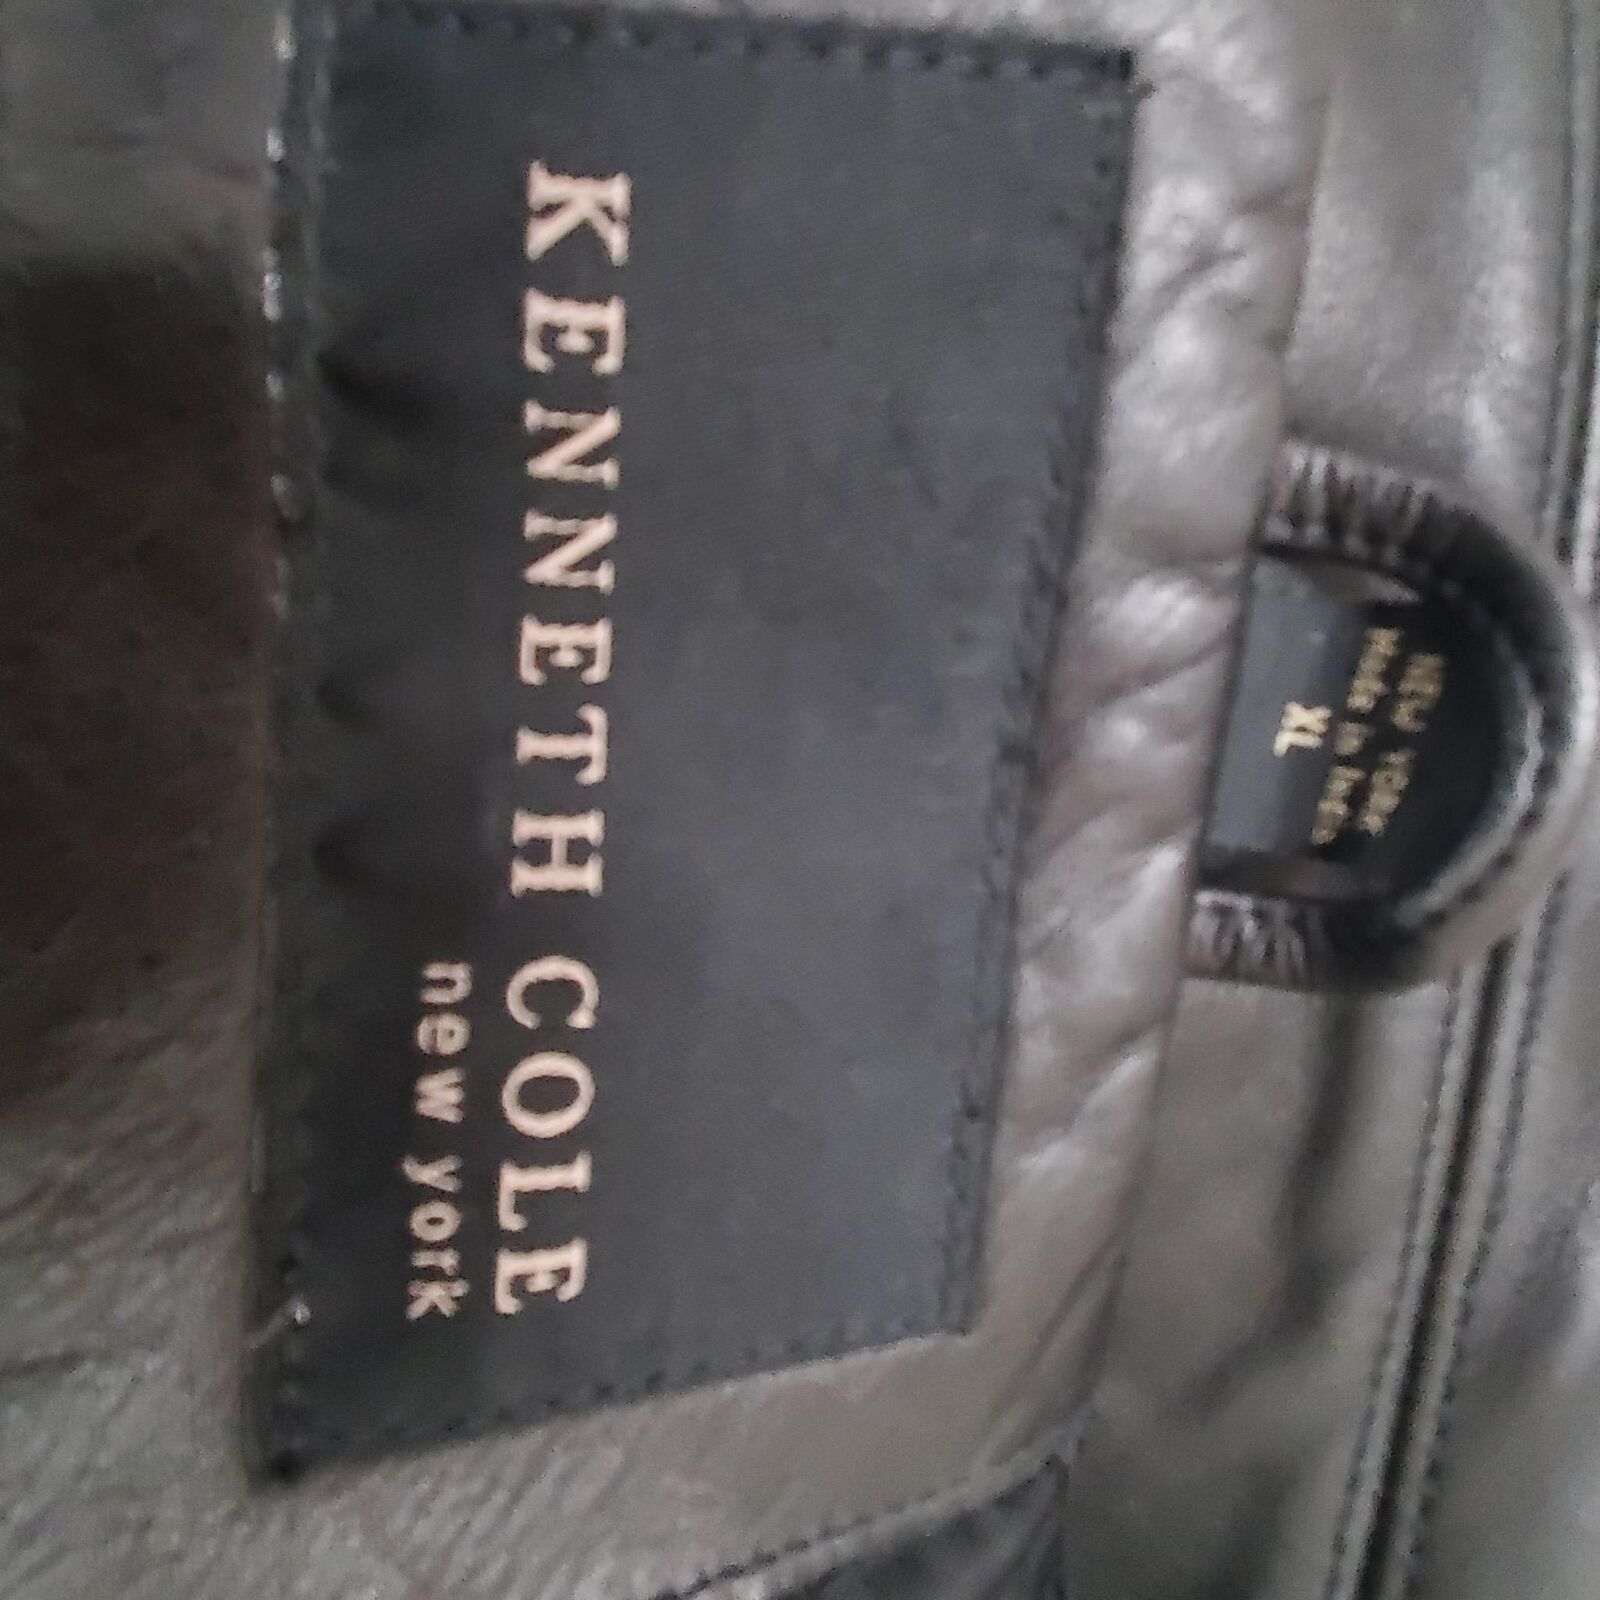 KENNETH COLE
new york
NEW YORK
Made in India
XL